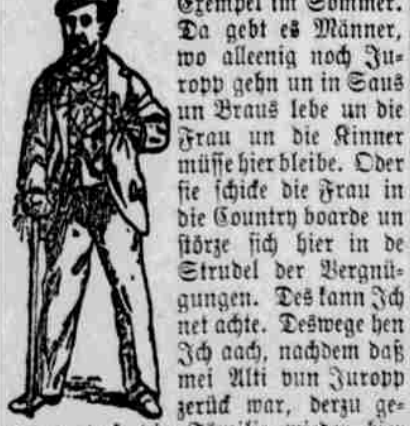 Exempel im Sommer.
Da gebt es Männer,
wo alleenig noch Ju-
ropp gehn un in Saus
un Braus lebe un die
Frau un die Kinner
müsse hier bleibe. Oder
sie schicke die Frau in
die Country boarde un
störze sich hier in de
Strudel der Vergnü-
gungen. Des kann Ich
net achte. Deswege hen
Ich aach, nachdem daß
mei Alti vun Juropp
zerück war, derzu ge-